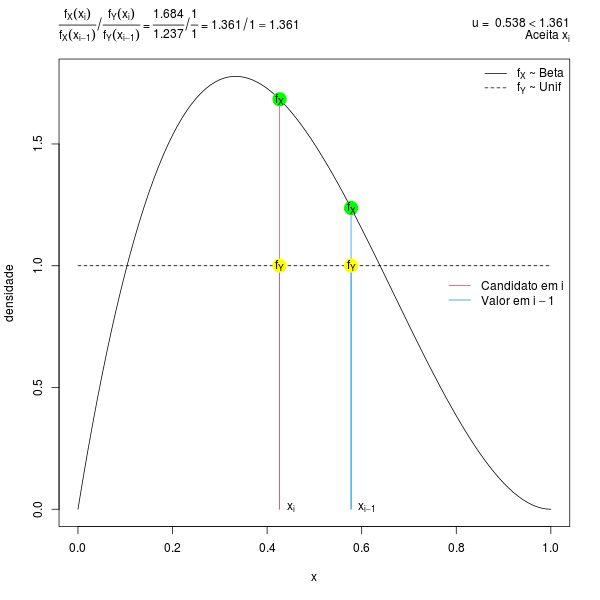 fX(xi)/fX(xi−1) / fY(xi)/fY(xi−1) = 1.684/1.237 / 1/1 = 1.361/1 = 1.361
u = 0.538 < 1.361
Aceita xi
fX ~ Beta
fY ~ Unif
fX
fX
fY
fY
Candidato em i
Valor em i − 1
xi
xi−1
densidade
0.0
0.5
1.0
1.5
0.0 0.2 0.4 0.6 0.8 1.0
x